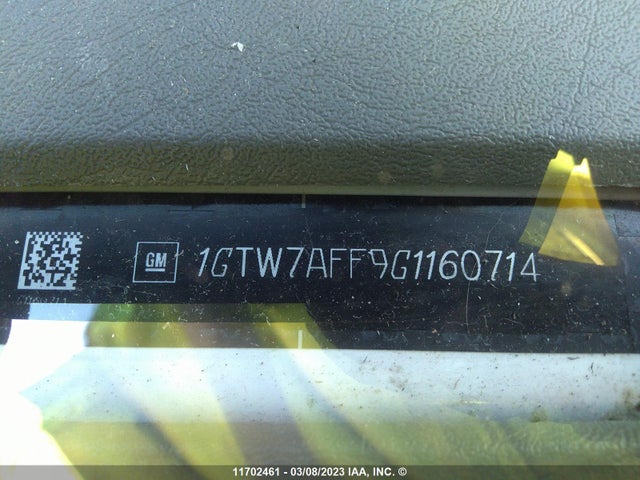 GM 1GTW7AFF9G1160714
11702461 - 03/08/2023 IAA, INC. ©